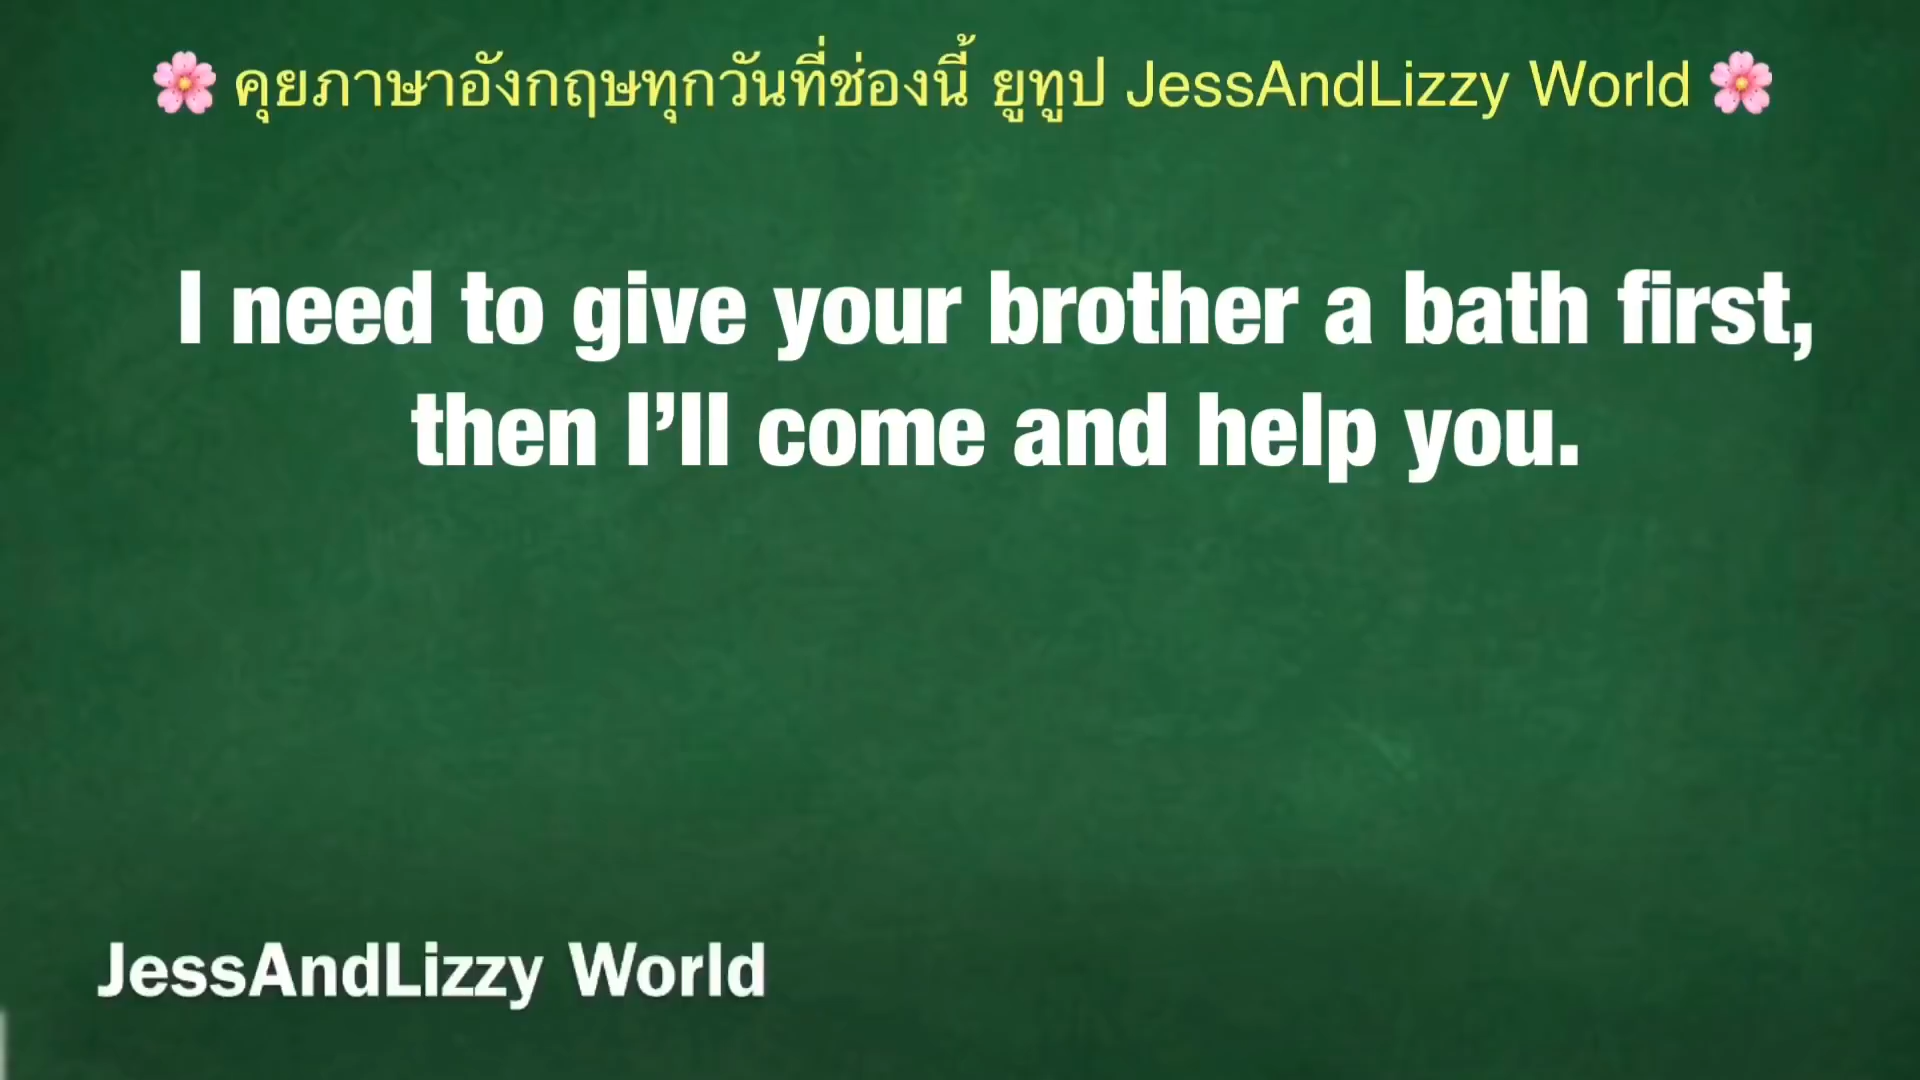 🌸 คุยภาษาอังกฤษทุกวันที่ช่องนี้ ยูทูป JessAndLizzy World 🌸
I need to give your brother a bath first,
then I’ll come and help you.
JessAndLizzy World